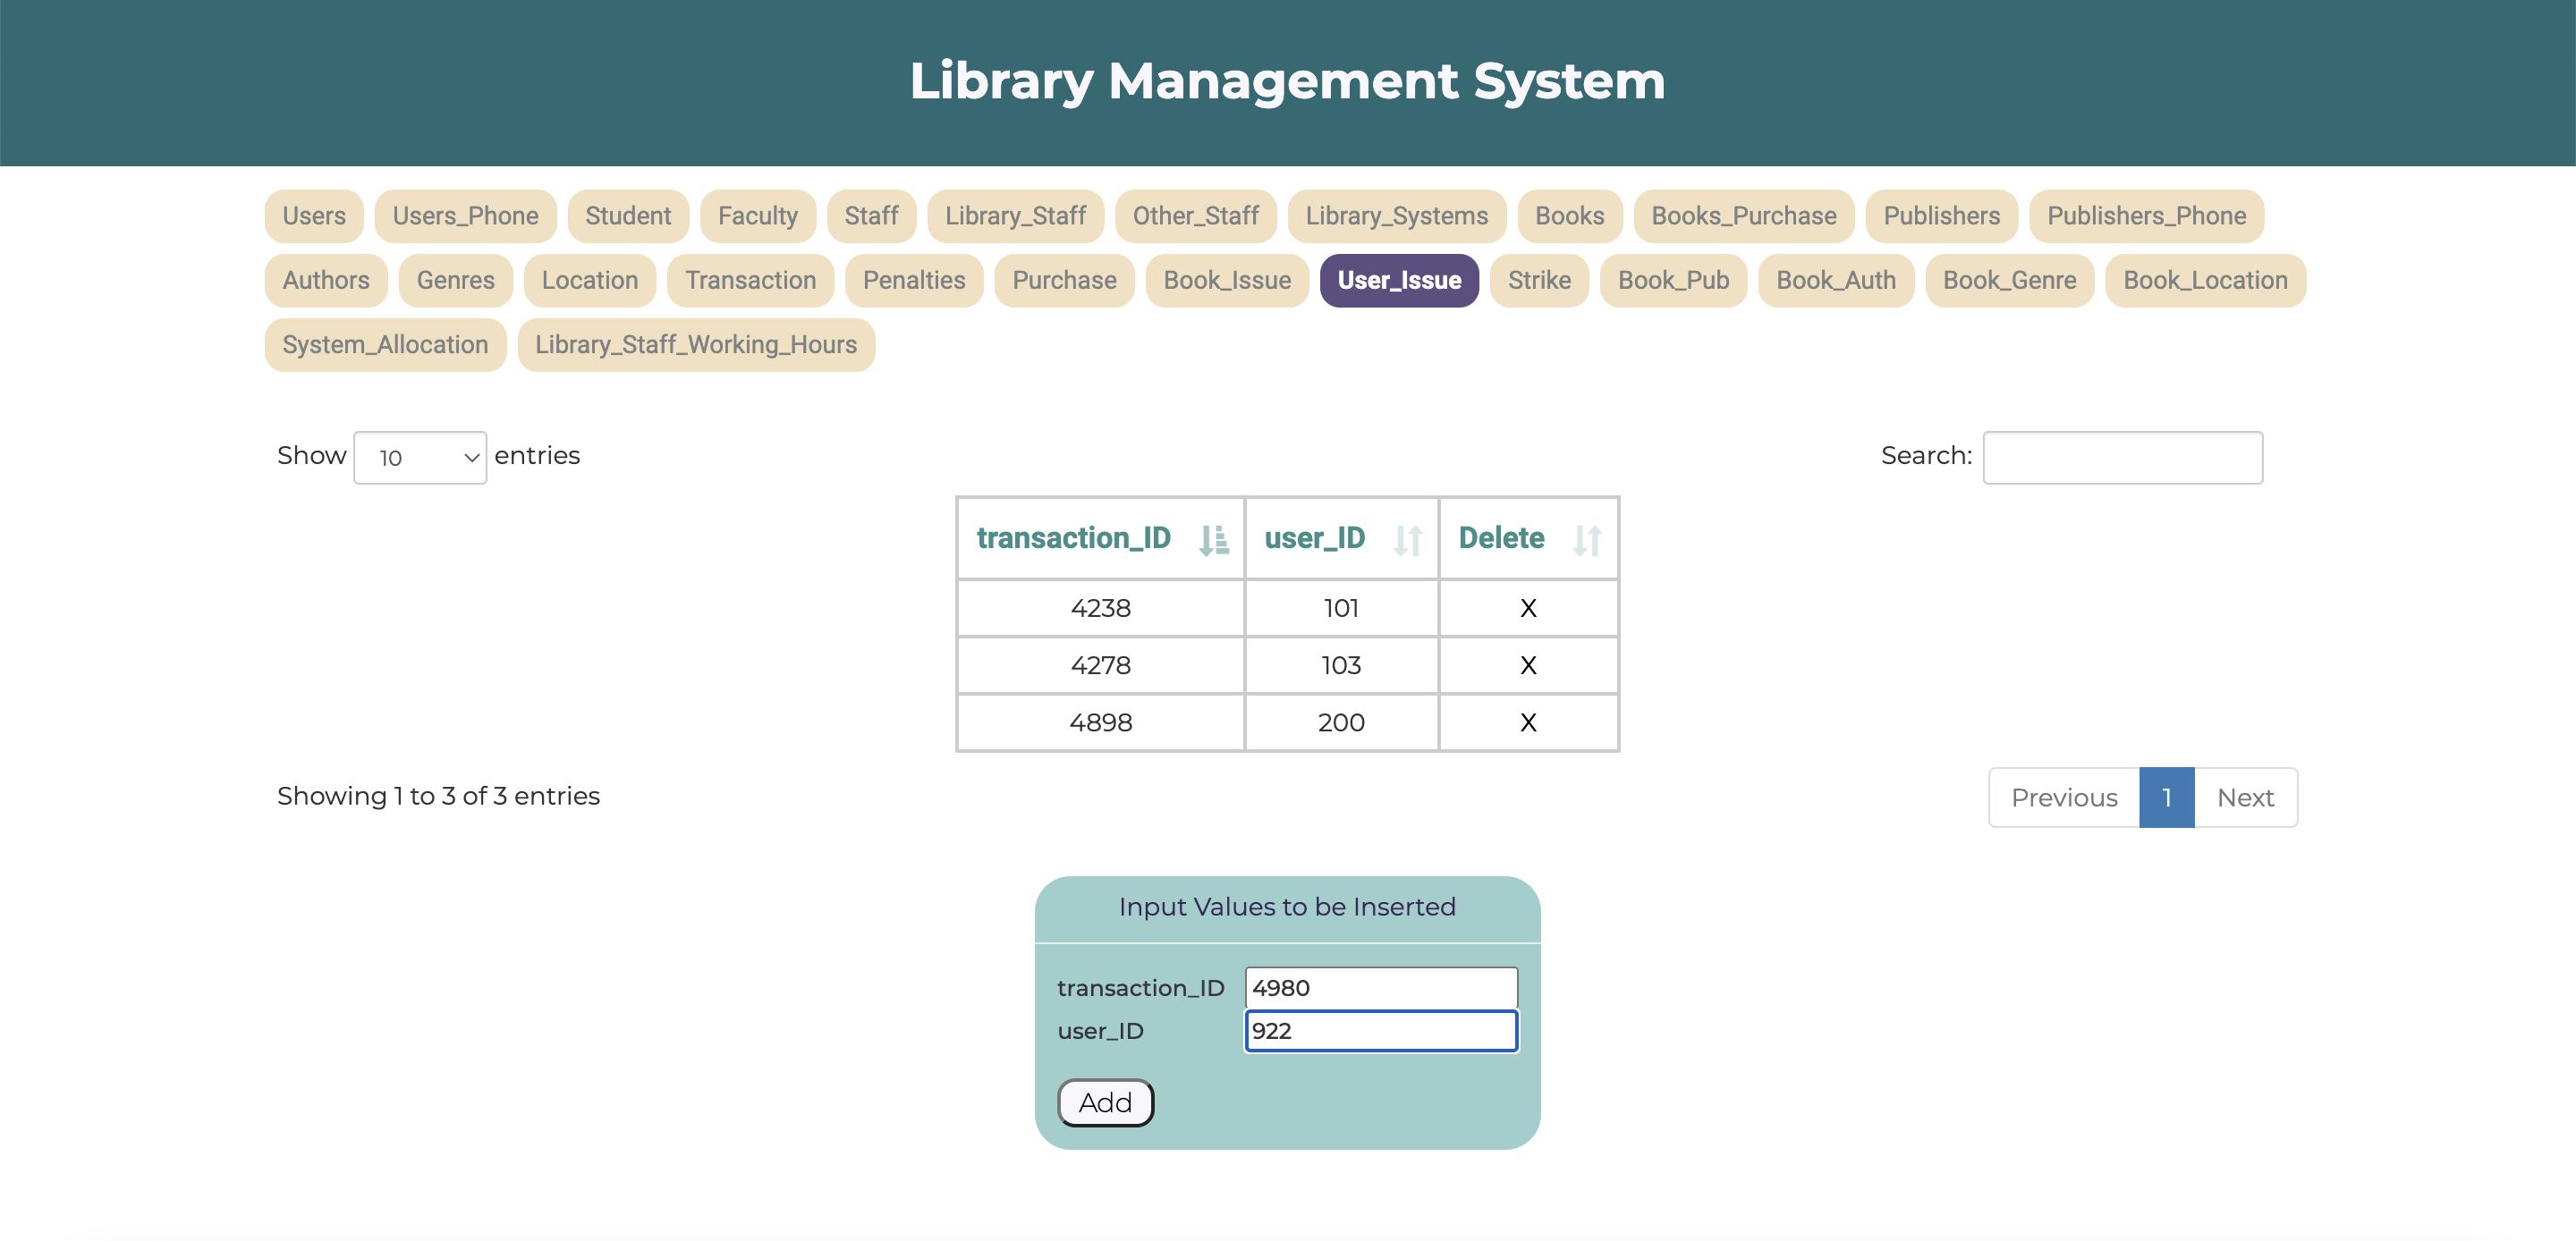 Library Management System
Users Users_Phone Student Faculty Staff Library_Staff Other_Staff Library_Systems Books Books_Purchase Publishers Publishers_Phone
Authors Genres Location Transaction Penalties Purchase Book_Issue User_Issue Strike Book_Pub Book_Auth Book_Genre Book_Location
System_Allocation Library_Staff_Working_Hours
Show 10 entries Search:
transaction_ID user_ID Delete
4238 101 X
4278 103 X
4898 200 X
Showing 1 to 3 of 3 entries Previous 1 Next
Input Values to be Inserted
transaction_ID 4980
user_ID 922
Add